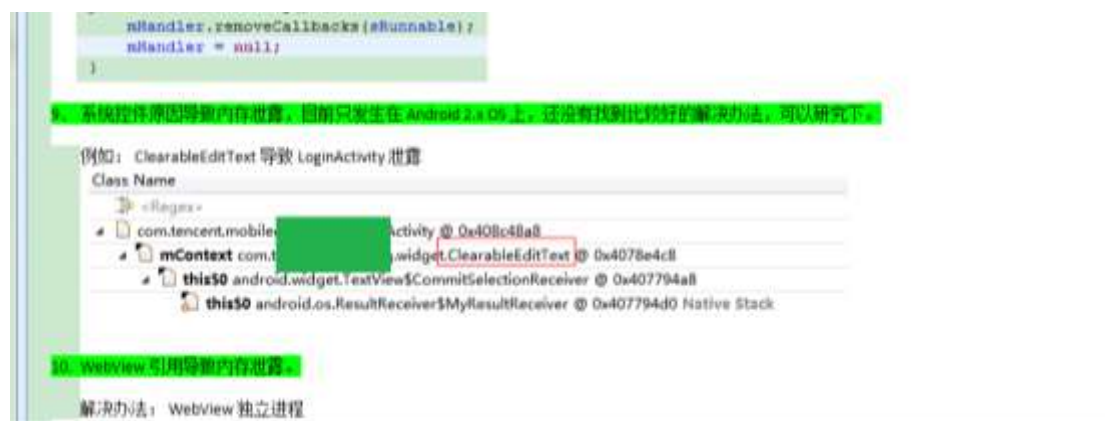 mHandler.removeCallbacks(sRunnable);
mHandler = null;
}
9、 系统控件原因导致内存泄露，目前只发生在 Android 2.x OS 上，还没有找到比较好的解决办法，可以研究下。
例如： ClearableEditText 导致 LoginActivity 泄露
Class Name
<Regex>
com.tencent.mobile ctivity @ 0x408c48a8
mContext com.t .widget.ClearableEditText @ 0x4078e4c8
this$0 android.widget.TextView$CommitSelectionReceiver @ 0x407794a8
this$0 android.os.ResultReceiver$MyResultReceiver @ 0x407794d0 Native Stack
10、 WebView 引用导致内存泄露。
解决办法： WebView 独立进程